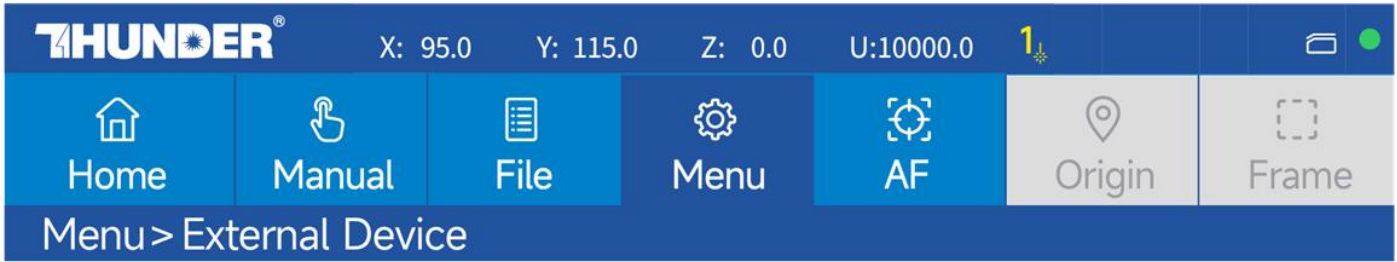 THUNDER® X: 95.0 Y: 115.0 Z: 0.0 U:10000.0 1
Home Manual File Menu AF Origin Frame
Menu>External Device